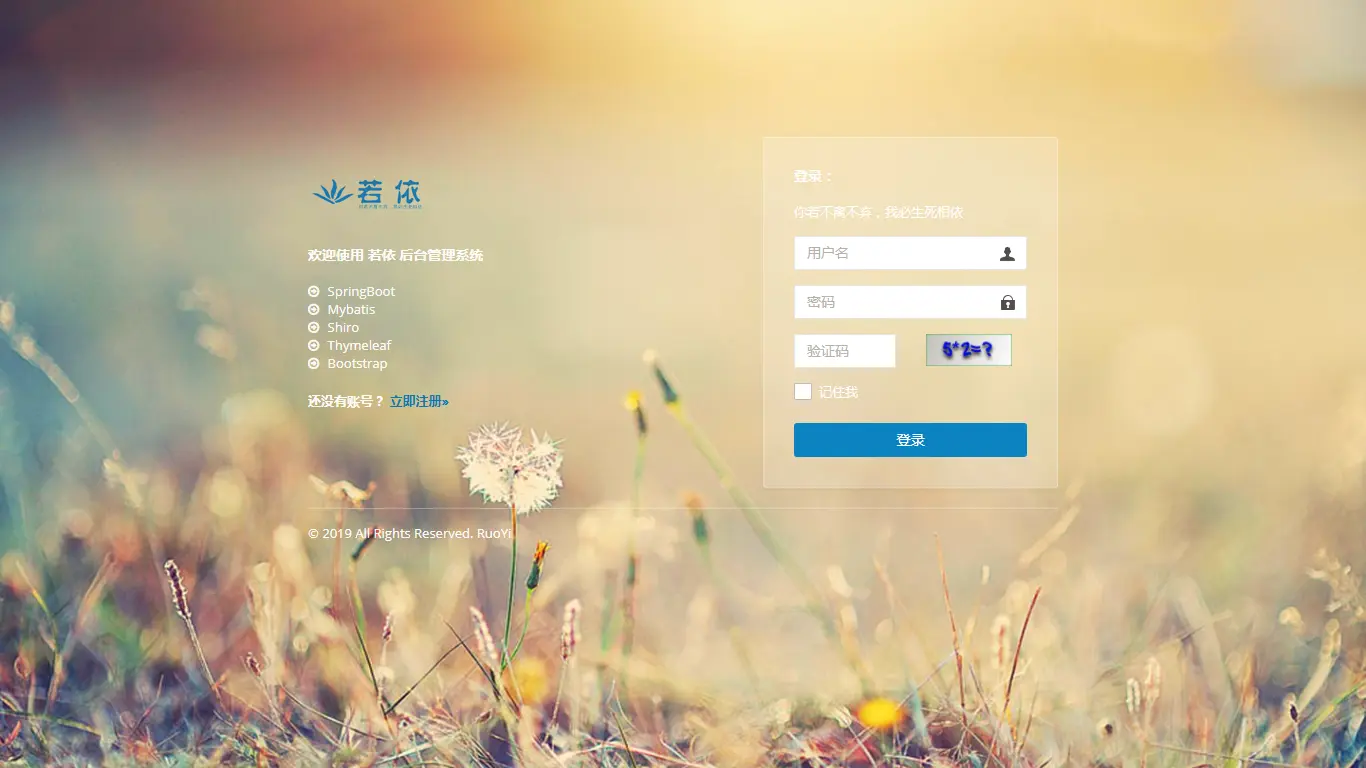 若依
欢迎使用 若依 后台管理系统
SpringBoot
Mybatis
Shiro
Thymeleaf
Bootstrap
还没有账号？ 立即注册»
登录：
你若不离不弃，我必生死相依
用户名
密码
验证码
5*2=?
记住我
登录
© 2019 All Rights Reserved. RuoYi